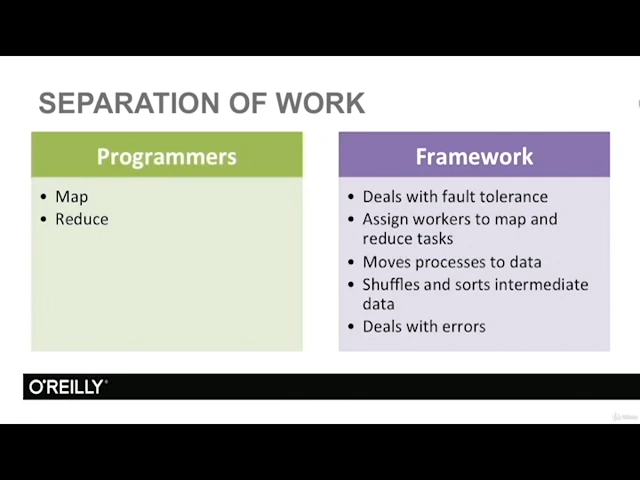 SEPARATION OF WORK
Programmers
• Map
• Reduce
Framework
• Deals with fault tolerance
• Assign workers to map and
reduce tasks
• Moves processes to data
• Shuffles and sorts intermediate
data
• Deals with errors
O'REILLY®